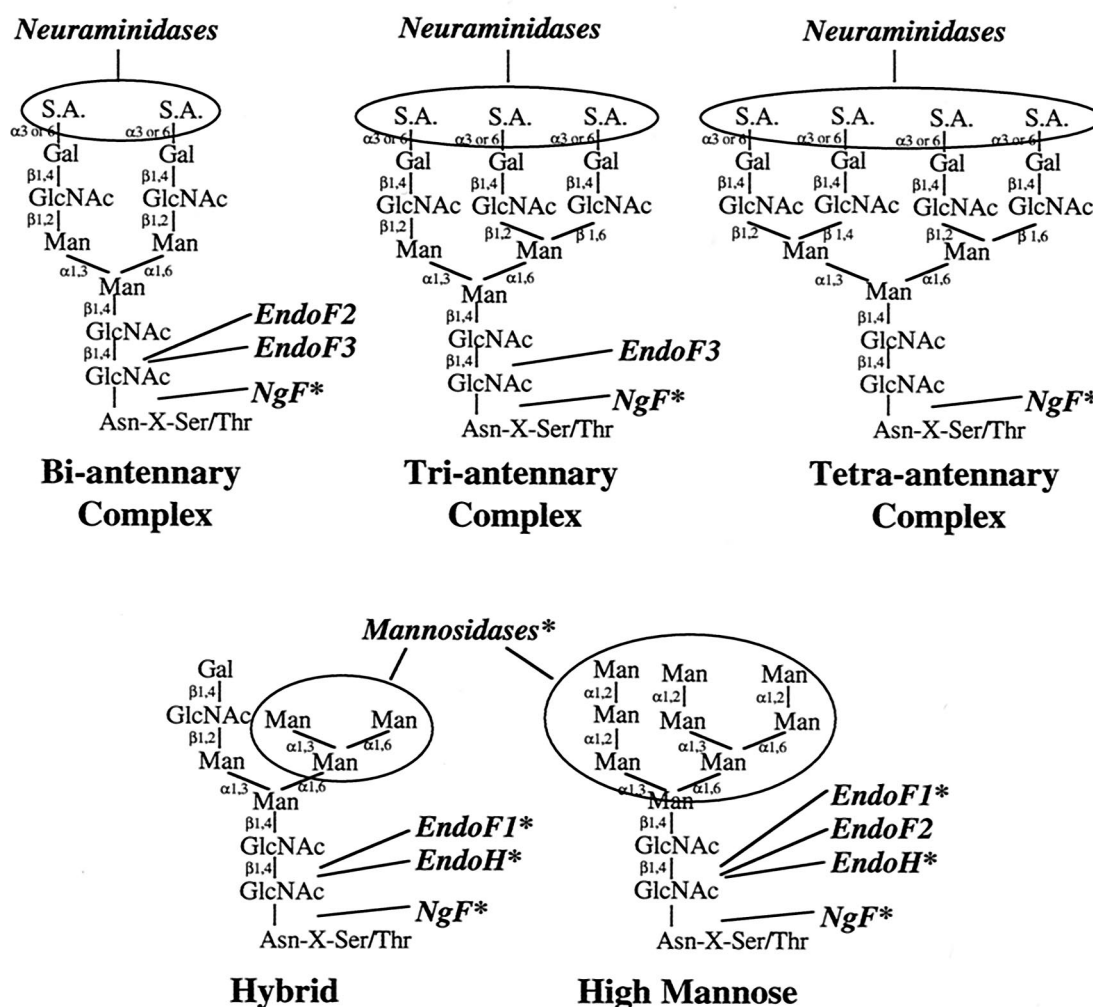 Neuraminidases Neuraminidases Neuraminidases
S.A. S.A. S.A. S.A. S.A. S.A. S.A. S.A. S.A.
α3 or 6 α3 or 6 α3 or 6 α3 or 6 α3 or 6 α3 or 6 α3 or 6 α3 or 6 α3 or 6
Gal Gal Gal Gal Gal Gal Gal Gal Gal
β1,4 β1,4 β1,4 β1,4 β1,4 β1,4 β1,4 β1,4 β1,4
GlcNAc GlcNAc GlcNAc GlcNAc GlcNAc GlcNAc GlcNAc GlcNAc GlcNAc
β1,2 β1,2 β1,2 β1,2 β 1,6 β1,2 β 1,4 β1,2 β 1,6
Man Man Man Man Man Man
α1,3 α1,6 α1,3 α1,6 α1,3 α1,6
Man Man Man
β1,4 β1,4 β1,4
GlcNAc EndoF2 GlcNAc GlcNAc
β1,4 EndoF3 β1,4 EndoF3 β1,4
GlcNAc GlcNAc GlcNAc
NgF* NgF* NgF*
Asn-X-Ser/Thr Asn-X-Ser/Thr Asn-X-Ser/Thr
Bi-antennary Tri-antennary Tetra-antennary
Complex Complex Complex
Mannosidases*
Gal Man Man Man
β1,4 α1,2 α1,2 α1,2
GlcNAc Man Man Man Man Man
β1,2 α1,3 α1,6 α1,2 α1,3 α1,6
Man Man Man Man
α1,3 α1,6 α1,3 α1,6
Man Man
β1,4 EndoF1* β1,4 EndoF1*
GlcNAc GlcNAc EndoF2
β1,4 EndoH* β1,4 EndoH*
GlcNAc GlcNAc
NgF* NgF*
Asn-X-Ser/Thr Asn-X-Ser/Thr
Hybrid High Mannose